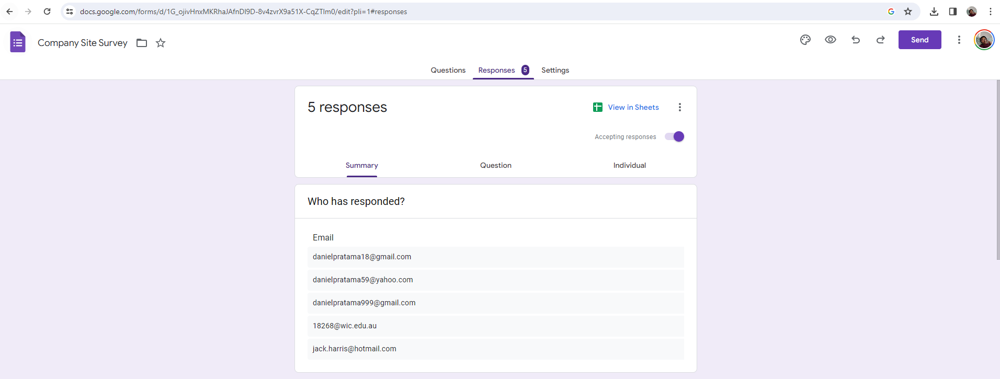 docs.google.com/forms/d/1G_ojivHnxMKRhaJAfnDl9D-8v4zvrX9a51X-CqZTlm0/edit?pli=1#responses
Company Site Survey
Send
Questions Responses 5 Settings
5 responses
View in Sheets
Accepting responses
Summary Question Individual
Who has responded?
Email
danielpratama18@gmail.com
danielpratama59@yahoo.com
danielpratama999@gmail.com
18268@wic.edu.au
jack.harris@hotmail.com